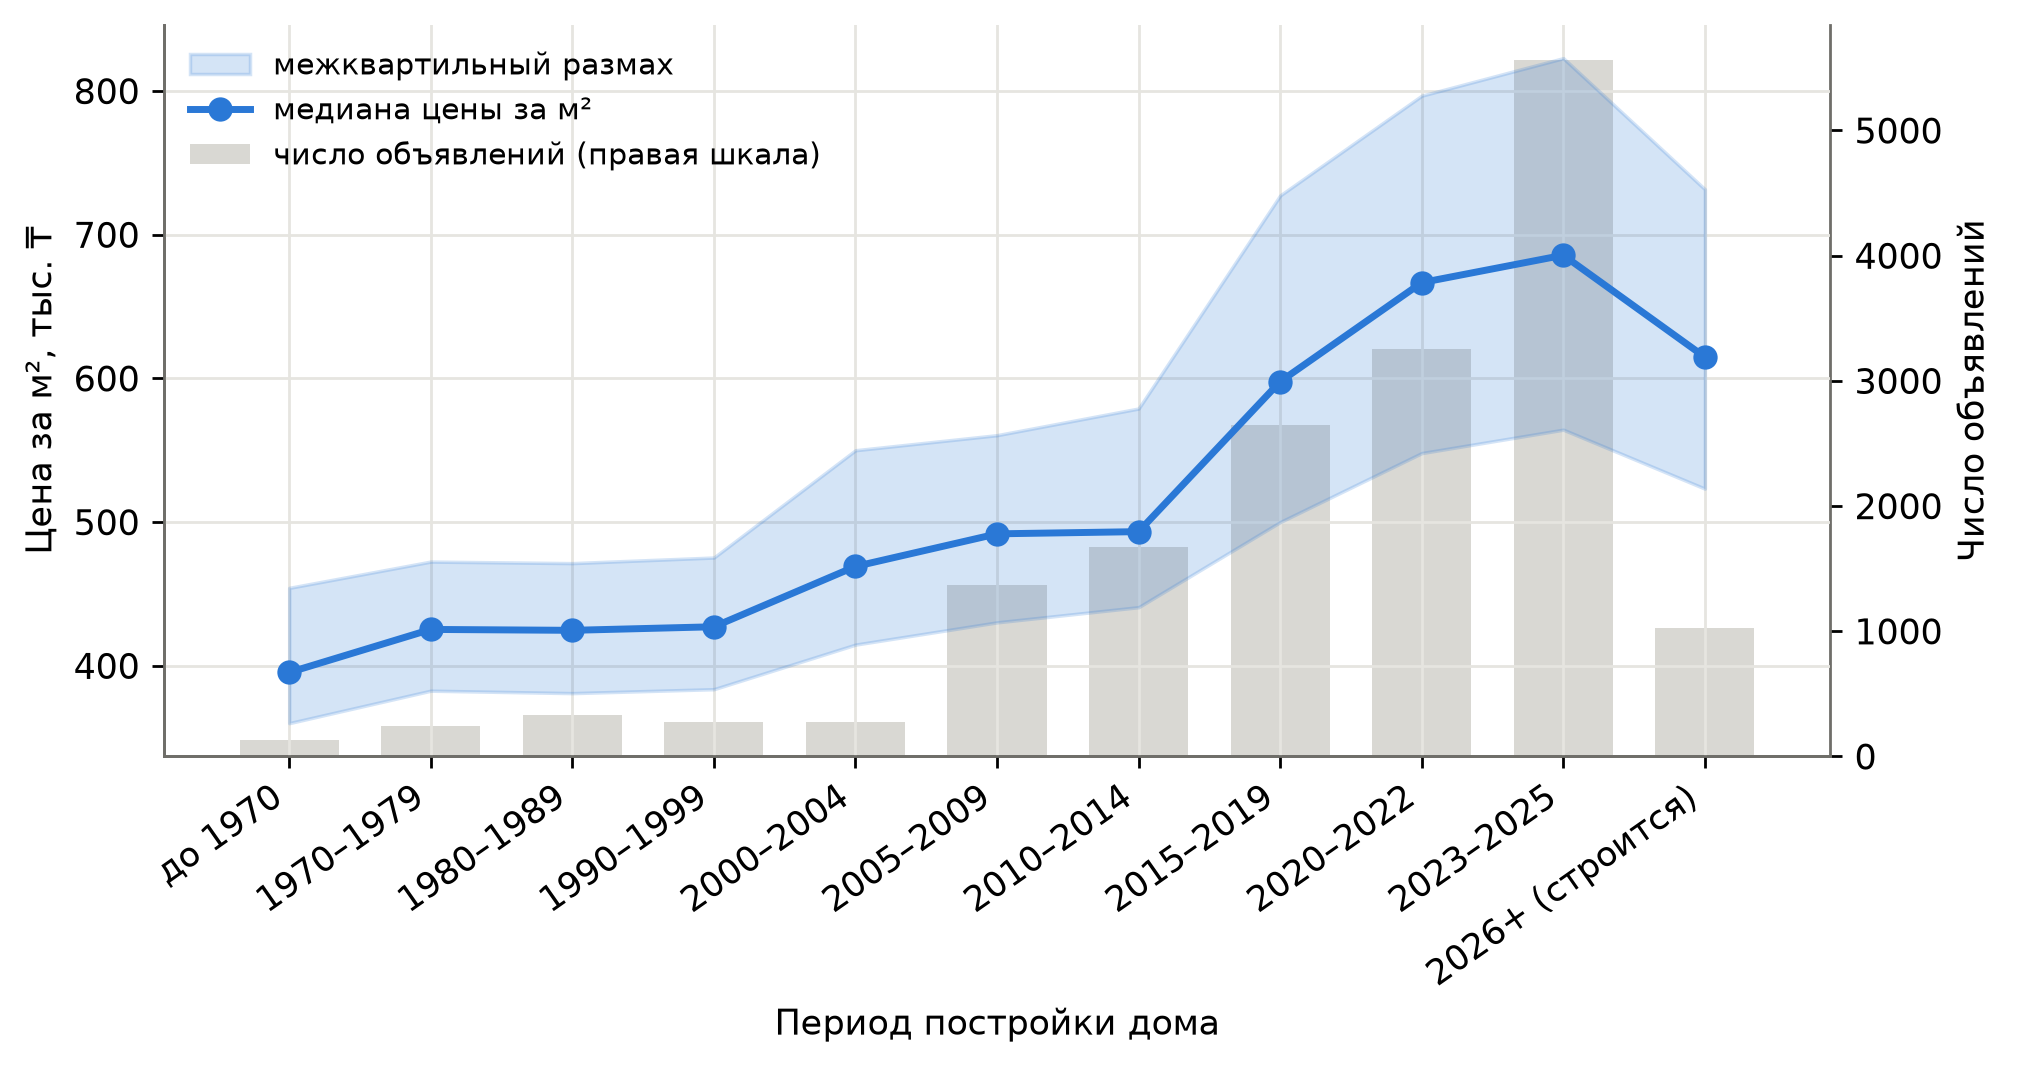 межквартильный размах
медиана цены за м²
число объявлений (правая шкала)
Цена за м², тыс. ₸
800
700
600
500
400
Число объявлений
5000
4000
3000
2000
1000
0
до 1970
1970–1979
1980–1989
1990–1999
2000–2004
2005–2009
2010–2014
2015–2019
2020–2022
2023–2025
2026+ (строится)
Период постройки дома